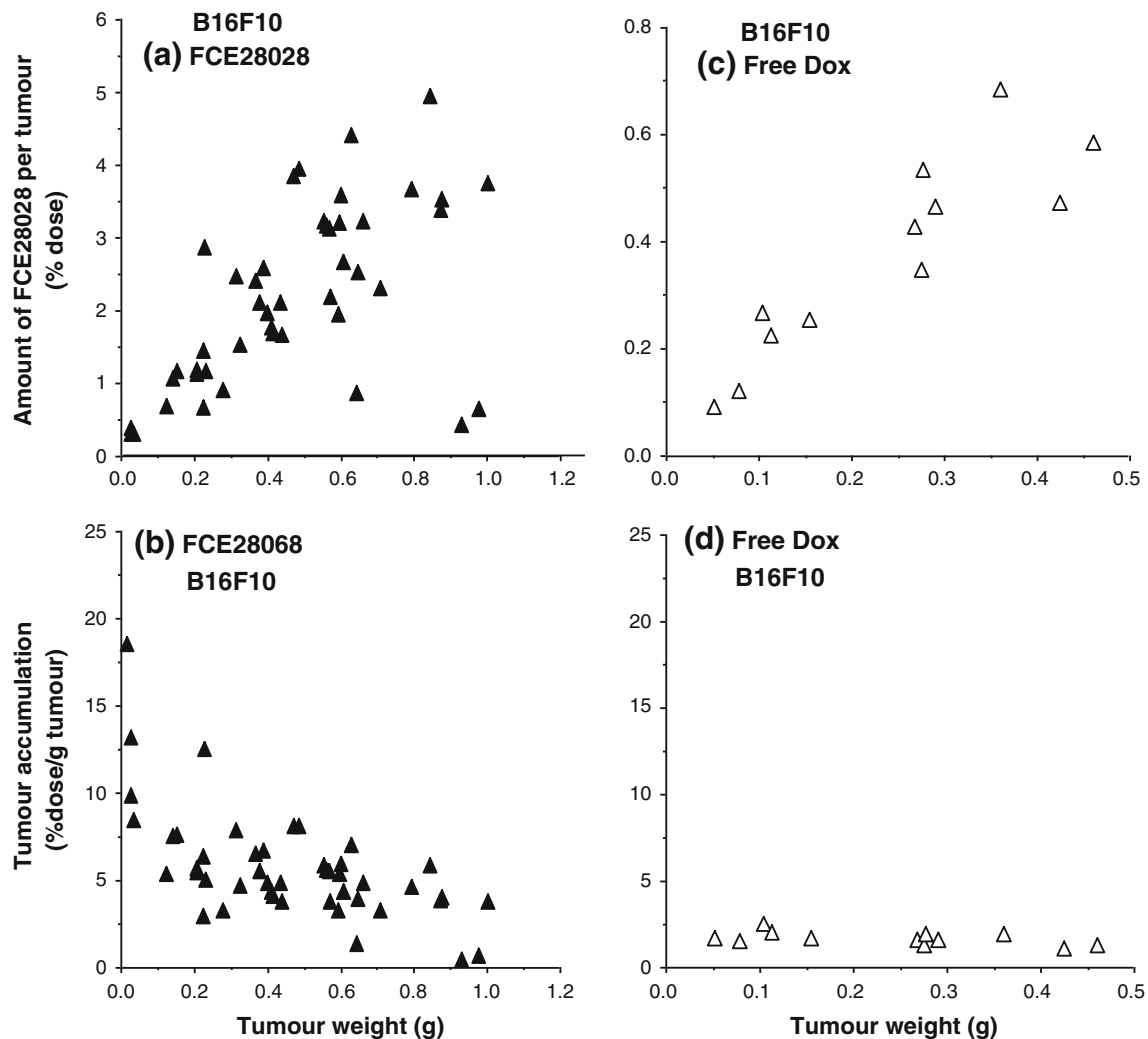 B16F10
(a) FCE28028
Amount of FCE28028 per tumour
(% dose)
6
5
4
3
2
1
0
0.0 0.2 0.4 0.6 0.8 1.0 1.2
B16F10
(c) Free Dox
0.8
0.6
0.4
0.2
0.0
0.0 0.1 0.2 0.3 0.4 0.5
(b) FCE28068
B16F10
Tumour accumulation
(%dose/g tumour)
25
20
15
10
5
0
0.0 0.2 0.4 0.6 0.8 1.0 1.2
Tumour weight (g)
(d) Free Dox
B16F10
25
20
15
10
5
0
0.0 0.1 0.2 0.3 0.4 0.5
Tumour weight (g)